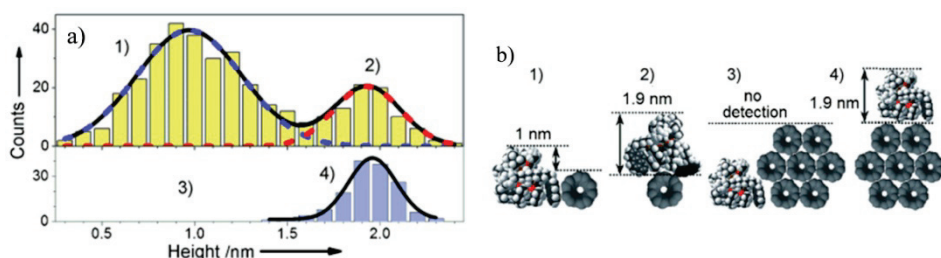 a)
Counts
40
20
0
30
0
1)
2)
3)
4)
0.5
1.0
1.5
2.0
Height /nm
b)
1)
2)
3)
4)
1 nm
1.9 nm
no
detection
1.9 nm